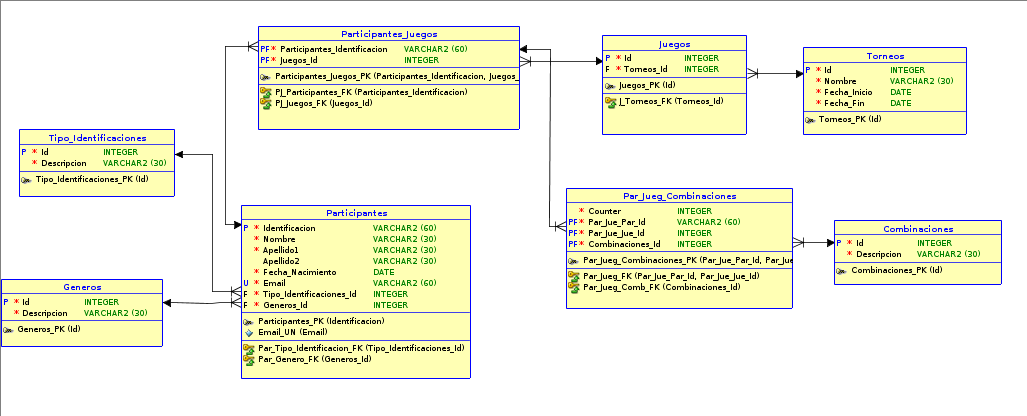 Participantes_Juegos
PF * Participantes_Identificacion VARCHAR2 (60)
PF * Juegos_Id INTEGER
Participantes_Juegos_PK (Participantes_Identificacion, Juegos_
PJ_Participantes_FK (Participantes_Identificacion)
PJ_Juegos_FK (Juegos_Id)
Juegos
P * Id INTEGER
F * Torneos_Id INTEGER
Juegos_PK (Id)
J_Torneos_FK (Torneos_Id)
Torneos
P * Id INTEGER
* Nombre VARCHAR2 (30)
* Fecha_Inicio DATE
* Fecha_Fin DATE
Torneos_PK (Id)
Tipo_Identificaciones
P * Id INTEGER
* Descripcion VARCHAR2 (30)
Tipo_Identificaciones_PK (Id)
Participantes
P * Identificacion VARCHAR2 (60)
* Nombre VARCHAR2 (30)
* Apellido1 VARCHAR2 (30)
Apellido2 VARCHAR2 (30)
* Fecha_Nacimiento DATE
U * Email VARCHAR2 (60)
F * Tipo_Identificaciones_Id INTEGER
F * Generos_Id INTEGER
Participantes_PK (Identificacion)
Email_UN (Email)
Par_Tipo_Identificacion_FK (Tipo_Identificaciones_Id)
Par_Genero_FK (Generos_Id)
Par_Jueg_Combinaciones
* Counter INTEGER
PF * Par_Jue_Par_Id VARCHAR2 (60)
PF * Par_Jue_Jue_Id INTEGER
PF * Combinaciones_Id INTEGER
Par_Jueg_Combinaciones_PK (Par_Jue_Par_Id, Par_Jue
Par_Jueg_FK (Par_Jue_Par_Id, Par_Jue_Jue_Id)
Par_Jueg_Comb_FK (Combinaciones_Id)
Combinaciones
P * Id INTEGER
* Descripcion VARCHAR2 (30)
Combinaciones_PK (Id)
Generos
P * Id INTEGER
* Descripcion VARCHAR2 (30)
Generos_PK (Id)